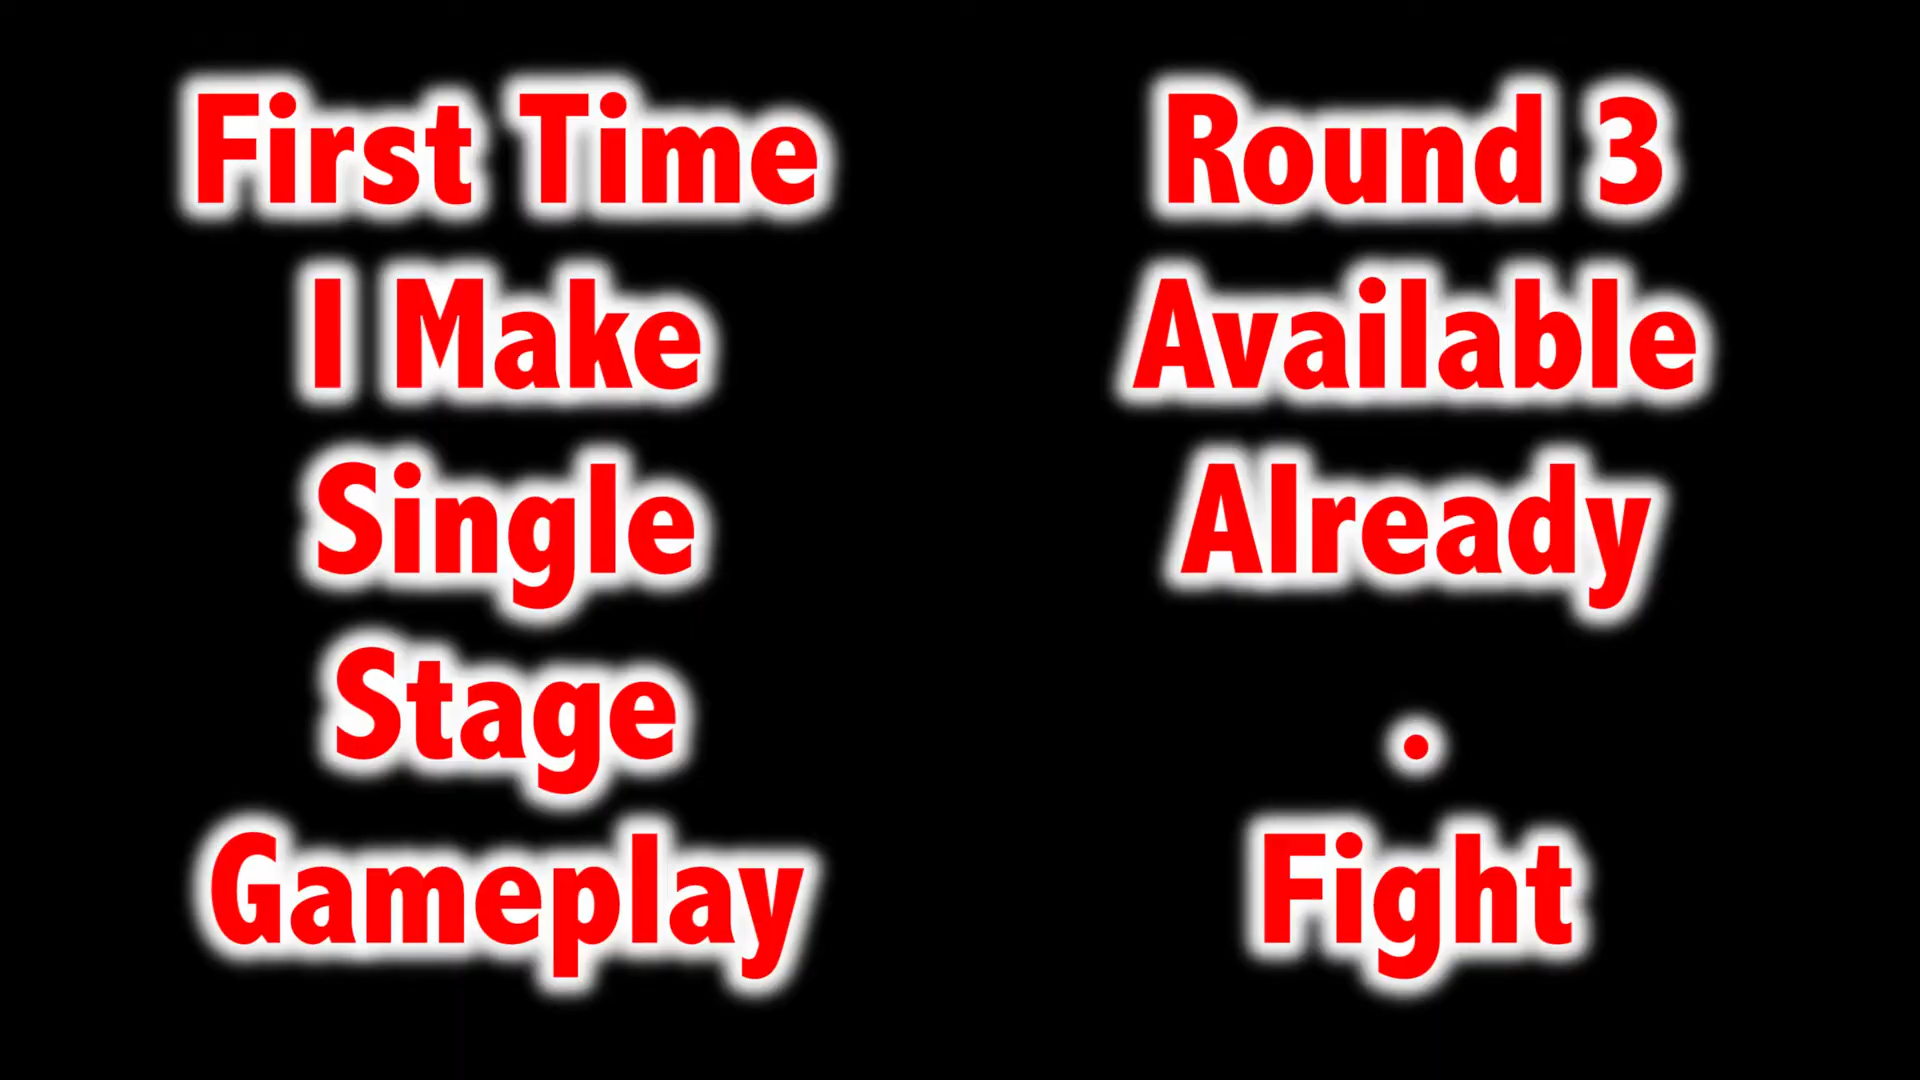 First Time
I Make
Single
Stage
Gameplay
Round 3
Available
Already
.
Fight